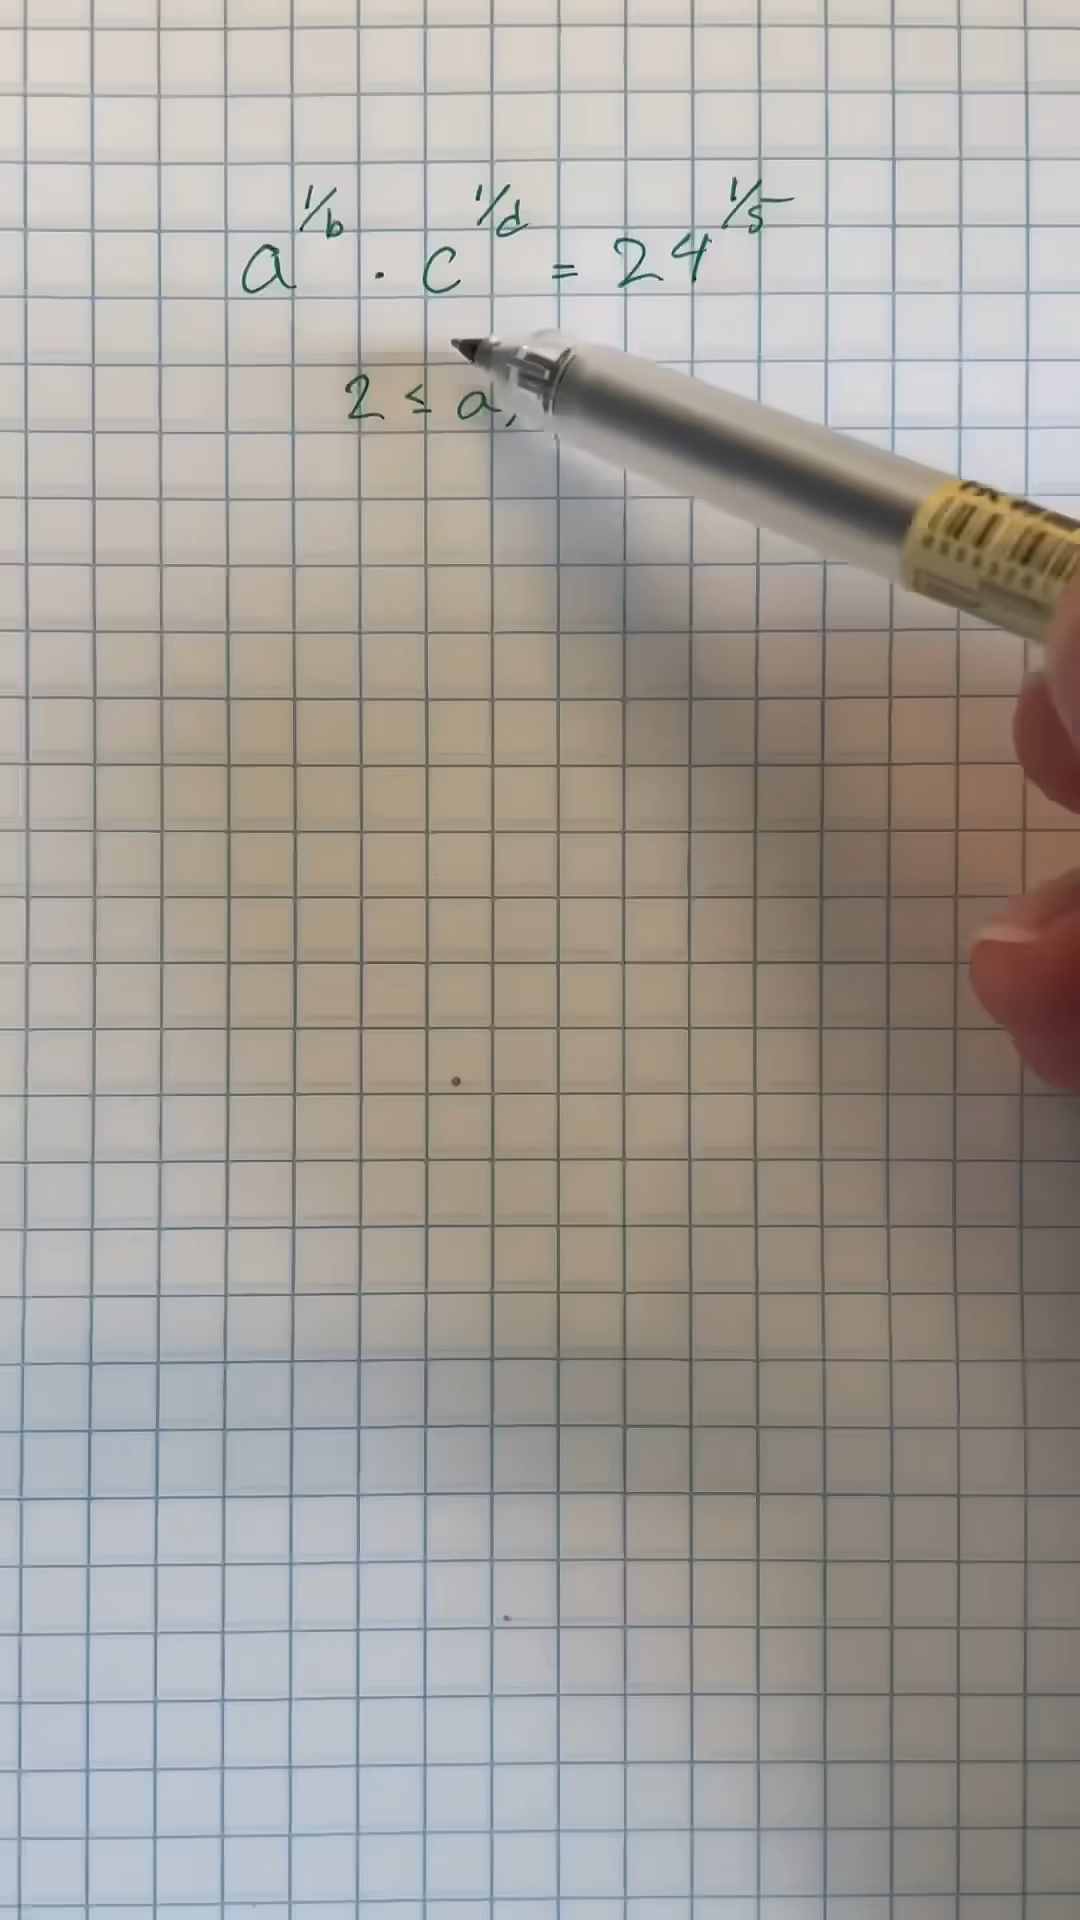 a^{1/b} · c^{1/d} = 24^{1/5}
2 ≤ a,